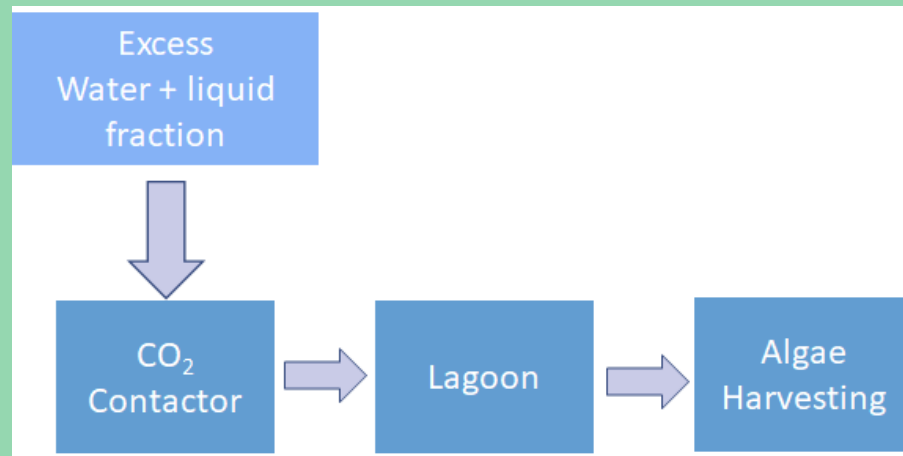 Excess
Water + liquid
fraction
CO₂
Contactor
Lagoon
Algae
Harvesting